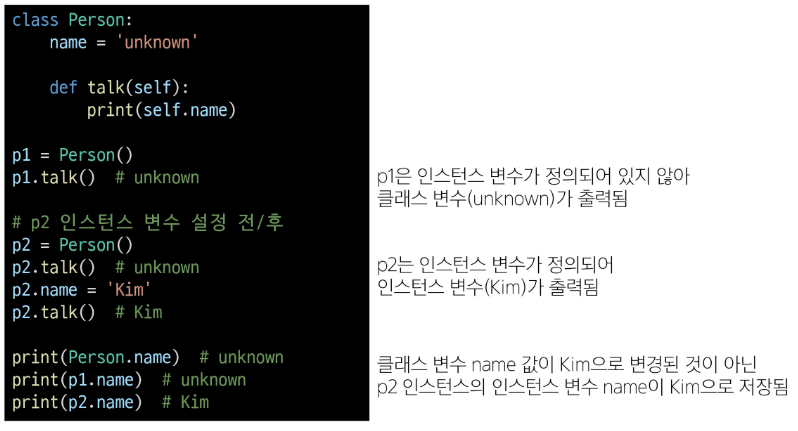 class Person:
    name = 'unknown'
    def talk(self):
        print(self.name)
p1 = Person()
p1.talk()  # unknown
# p2 인스턴스 변수 설정 전/후
p2 = Person()
p2.talk()  # unknown
p2.name = 'Kim'
p2.talk()  # Kim
print(Person.name)  # unknown
print(p1.name)  # unknown
print(p2.name)  # Kim
p1은 인스턴스 변수가 정의되어 있지 않아
클래스 변수(unknown)가 출력됨
p2는 인스턴스 변수가 정의되어
인스턴스 변수(Kim)가 출력됨
클래스 변수 name 값이 Kim으로 변경된 것이 아닌
p2 인스턴스의 인스턴스 변수 name이 Kim으로 저장됨